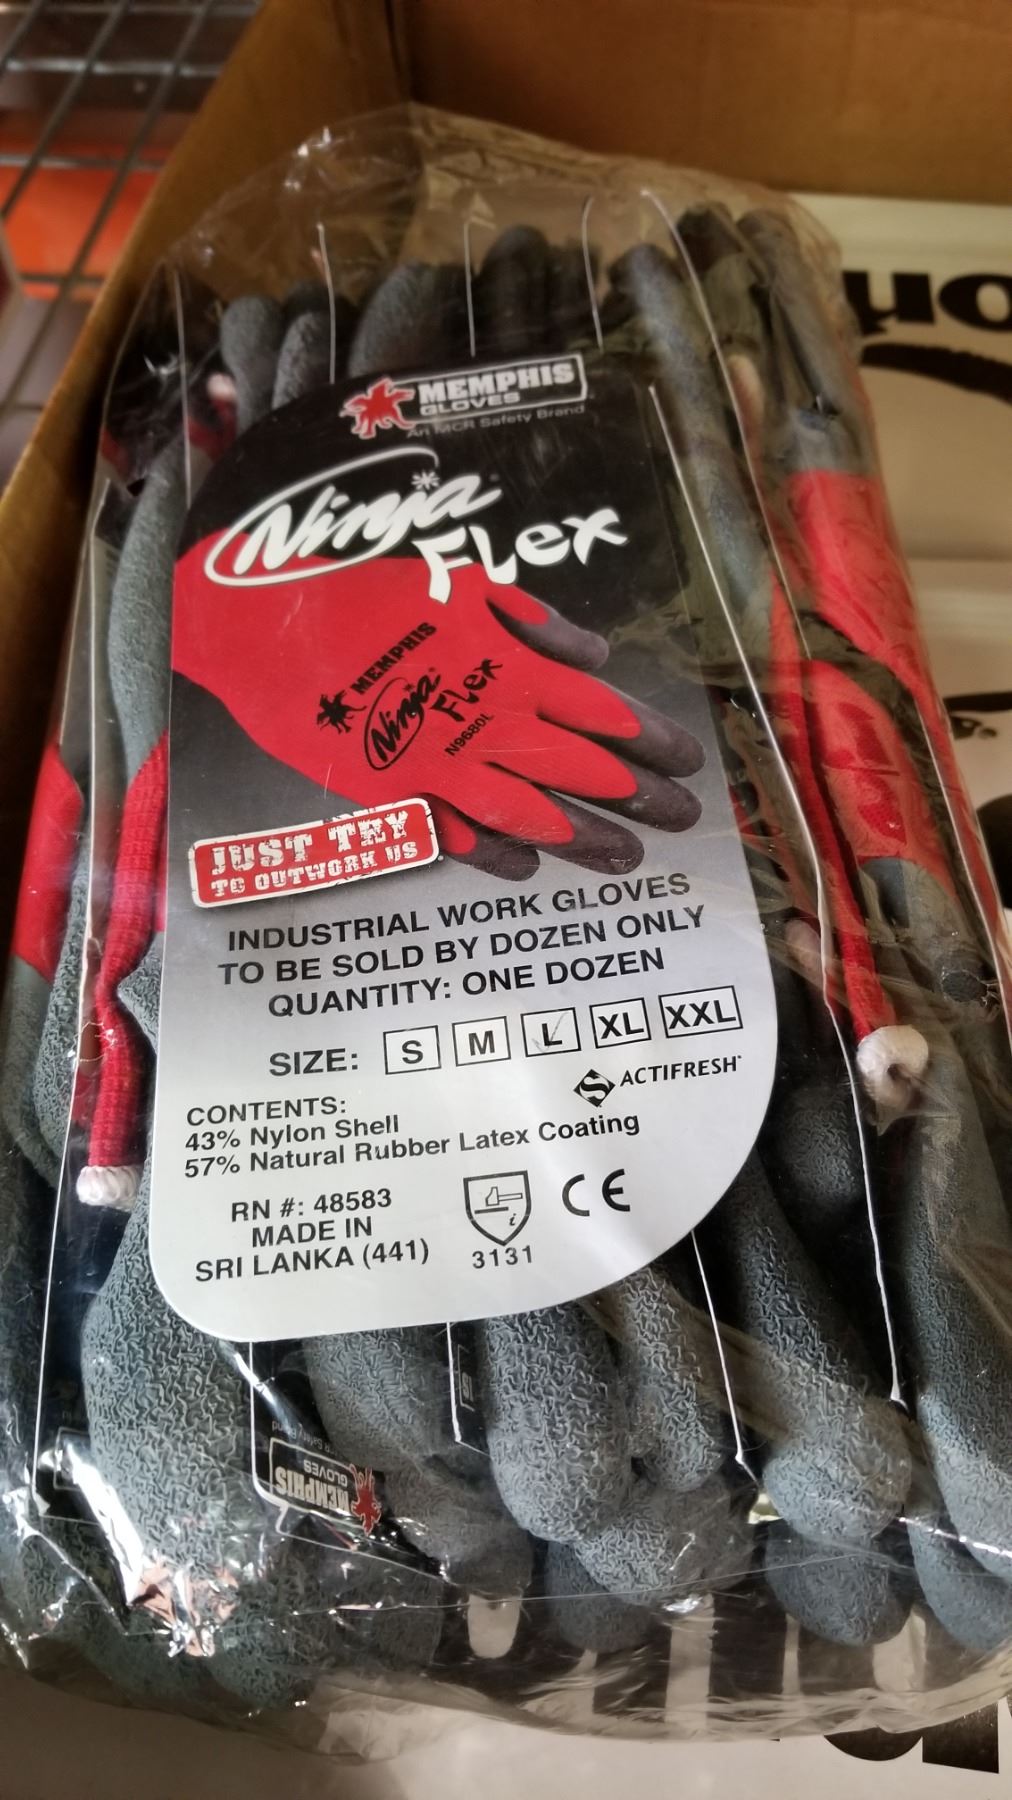 MEMPHIS
GLOVES
An MCR Safety Brand
Ninja
FLex
MEMPHIS
Ninja
FLex
N9680L
JUST TRY
TO OUTWORK US
INDUSTRIAL WORK GLOVES
TO BE SOLD BY DOZEN ONLY
QUANTITY: ONE DOZEN
SIZE: S M L XL XXL
ACTIFRESH
CONTENTS:
43% Nylon Shell
57% Natural Rubber Latex Coating
RN #: 48583
MADE IN
SRI LANKA (441)
3131
CE
MEMPHIS
GLOVES